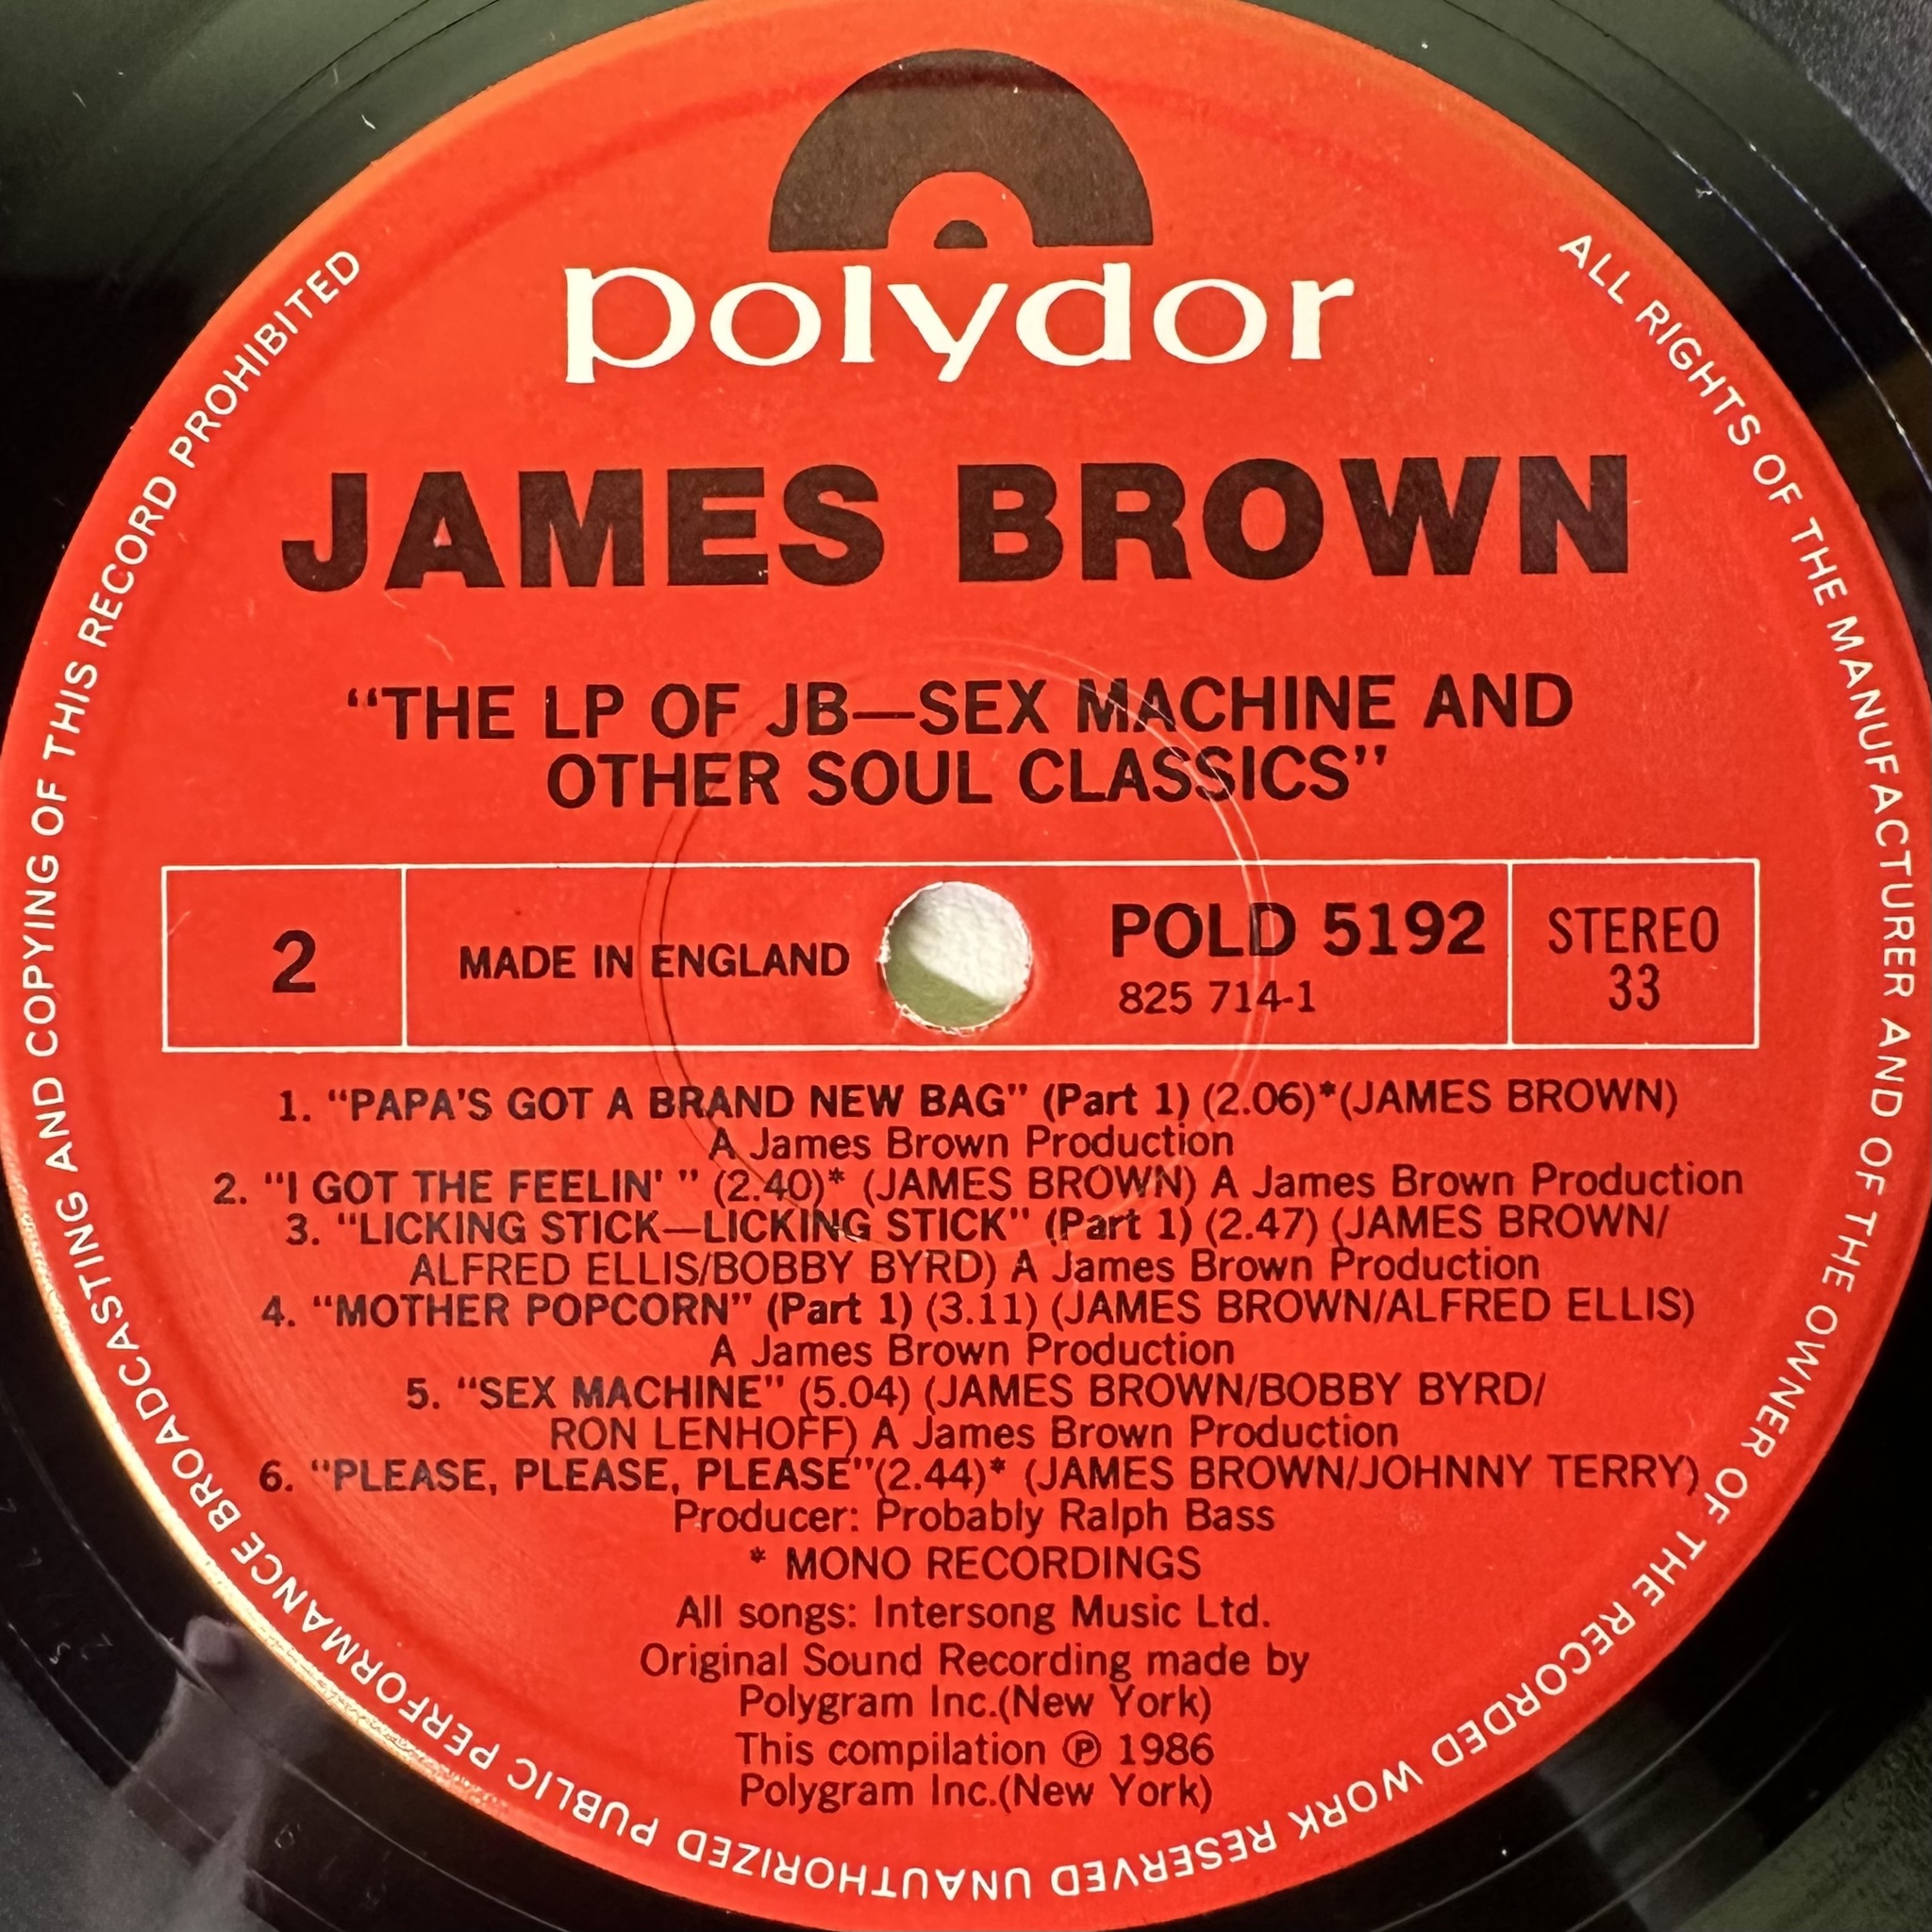 polydor
JAMES BROWN
“THE LP OF JB—SEX MACHINE AND
OTHER SOUL CLASSICS”
2
MADE IN ENGLAND
POLD 5192
825 714-1
STEREO
33
1. “PAPA'S GOT A BRAND NEW BAG” (Part 1) (2.06)*(JAMES BROWN)
A James Brown Production
2. “I GOT THE FEELIN' ” (2.40)* (JAMES BROWN) A James Brown Production
3. “LICKING STICK—LICKING STICK” (Part 1) (2.47) (JAMES BROWN/
ALFRED ELLIS/BOBBY BYRD) A James Brown Production
4. “MOTHER POPCORN” (Part 1) (3.11) (JAMES BROWN/ALFRED ELLIS)
A James Brown Production
5. “SEX MACHINE” (5.04) (JAMES BROWN/BOBBY BYRD/
RON LENHOFF) A James Brown Production
6. “PLEASE, PLEASE, PLEASE”(2.44)* (JAMES BROWN/JOHNNY TERRY)
Producer: Probably Ralph Bass
* MONO RECORDINGS
All songs: Intersong Music Ltd.
Original Sound Recording made by
Polygram Inc.(New York)
This compilation ℗ 1986
Polygram Inc.(New York)
ALL RIGHTS OF THE MANUFACTURER AND OF THE OWNER OF THE RECORDED WORK RESERVED UNAUTHORIZED PUBLIC PERFORMANCE BROADCASTING AND COPYING OF THIS RECORD PROHIBITED